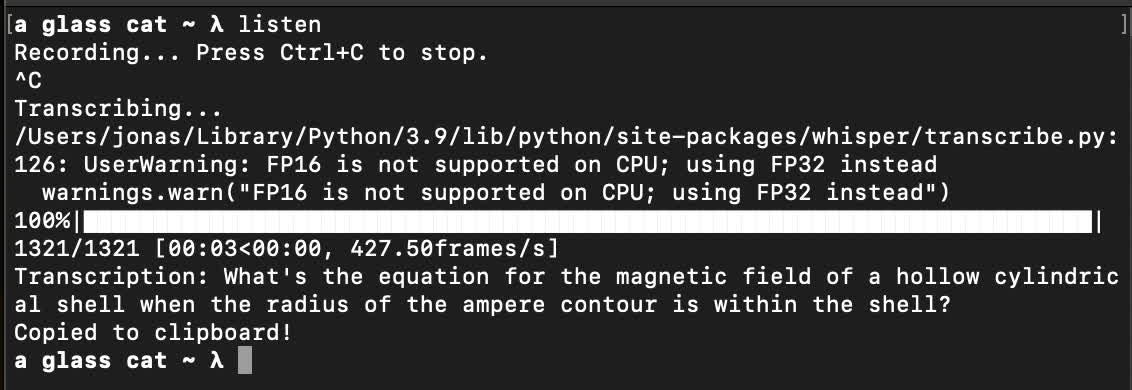 [a glass cat ~ λ listen ]
Recording... Press Ctrl+C to stop.
^C
Transcribing...
/Users/jonas/Library/Python/3.9/lib/python/site-packages/whisper/transcribe.py:
126: UserWarning: FP16 is not supported on CPU; using FP32 instead
  warnings.warn("FP16 is not supported on CPU; using FP32 instead")
100%|██████████████████████████████████████████████████████████████████████|
1321/1321 [00:03<00:00, 427.50frames/s]
Transcription: What's the equation for the magnetic field of a hollow cylindric
al shell when the radius of the ampere contour is within the shell?
Copied to clipboard!
a glass cat ~ λ